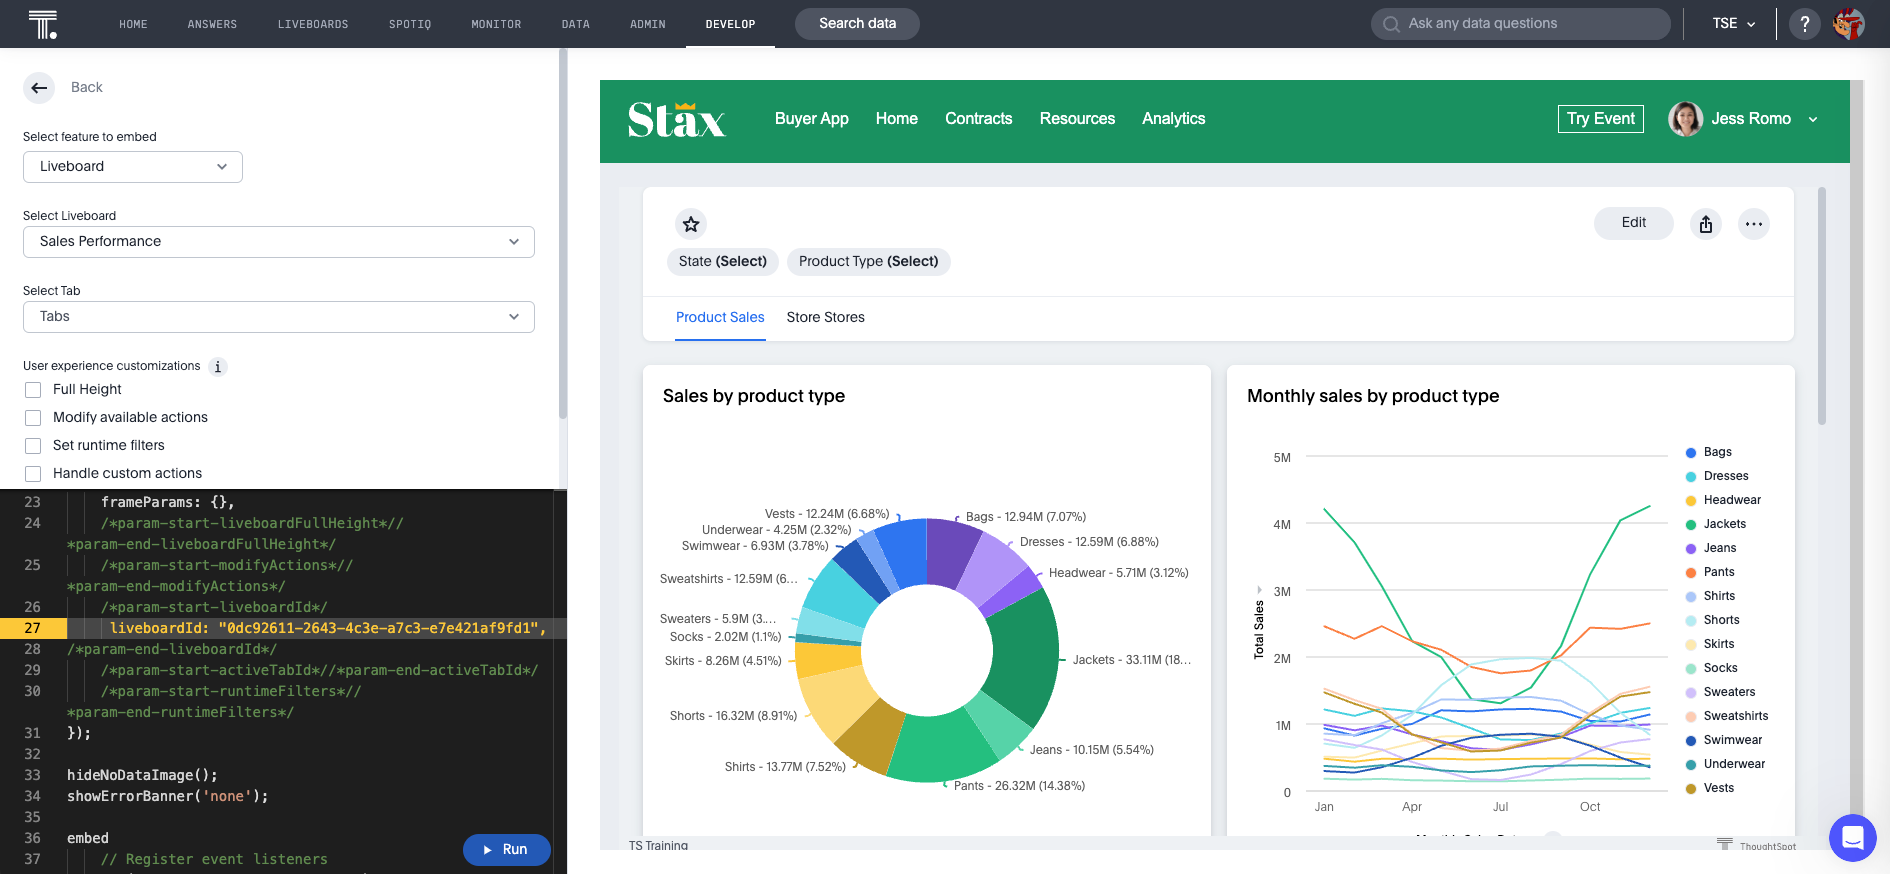 HOME ANSWERS LIVEBOARDS SPOTIQ MONITOR DATA ADMIN DEVELOP Search data Ask any data questions TSE ?
Back
Select feature to embed
Liveboard
Select Liveboard
Sales Performance
Select Tab
Tabs
User experience customizations i
Full Height
Modify available actions
Set runtime filters
Handle custom actions
23 frameParams: {},
24 /*param-start-liveboardFullHeight*//
*param-end-liveboardFullHeight*/
25 /*param-start-modifyActions*//
*param-end-modifyActions*/
26 /*param-start-liveboardId*/
27 liveboardId: "0dc92611-2643-4c3e-a7c3-e7e421af9fd1",
28 /*param-end-liveboardId*/
29 /*param-start-activeTabId*//*param-end-activeTabId*/
30 /*param-start-runtimeFilters*//
*param-end-runtimeFilters*/
31 });
32
33 hideNoDataImage();
34 showErrorBanner('none');
35
36 embed
37 // Register event listeners
Run
Stax Buyer App Home Contracts Resources Analytics Try Event Jess Romo
Edit
State (Select) Product Type (Select)
Product Sales Store Stores
Sales by product type
Vests - 12.24M (6.68%)
Underwear - 4.25M (2.32%)
Swimwear - 6.93M (3.78%)
Sweatshirts - 12.59M (6...
Sweaters - 5.9M (3....
Socks - 2.02M (1.1%)
Skirts - 8.26M (4.51%)
Shorts - 16.32M (8.91%)
Shirts - 13.77M (7.52%)
Bags - 12.94M (7.07%)
Dresses - 12.59M (6.88%)
Headwear - 5.71M (3.12%)
Jackets - 33.11M (18...
Jeans - 10.15M (5.54%)
Pants - 26.32M (14.38%)
Monthly sales by product type
Total Sales
5M
4M
3M
2M
1M
0
Jan Apr Jul Oct
Bags
Dresses
Headwear
Jackets
Jeans
Pants
Shirts
Shorts
Skirts
Socks
Sweaters
Sweatshirts
Swimwear
Underwear
Vests
TS Training
ThoughtSpot